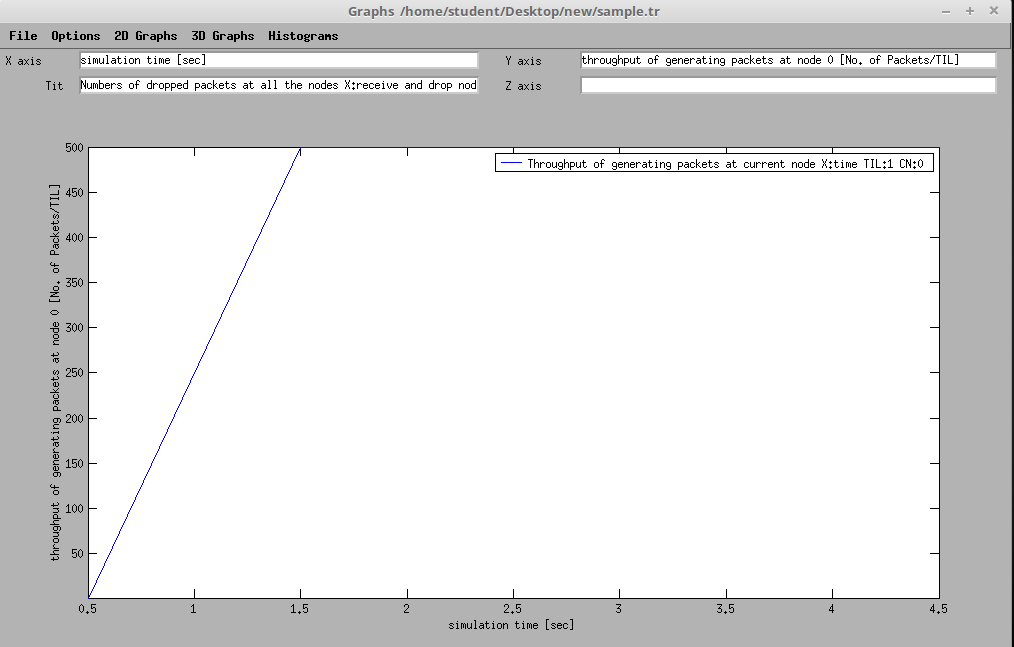 Graphs /home/student/Desktop/new/sample.tr
File Options 2D Graphs 3D Graphs Histograms
X axis simulation time [sec] Y axis throughput of generating packets at node 0 [No. of Packets/TIL]
Tit Numbers of dropped packets at all the nodes X:receive and drop nod Z axis
Throughput of generating packets at current node X:time TIL:1 CN:0
throughput of generating packets at node 0 [No. of Packets/TIL]
500
450
400
350
300
250
200
150
100
50
0.5 1 1.5 2 2.5 3 3.5 4 4.5
simulation time [sec]